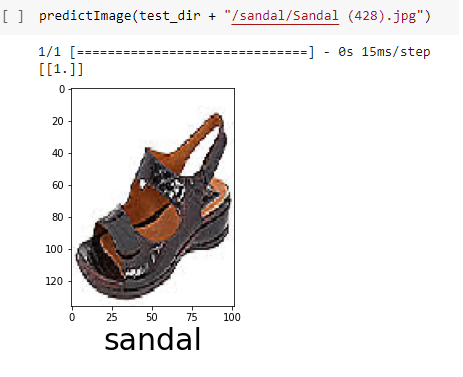 [ ] predictImage(test_dir + "/sandal/Sandal (428).jpg")
1/1 [==============================] - 0s 15ms/step
[[1.]]
0
20
40
60
80
100
120
0 25 50 75 100
sandal